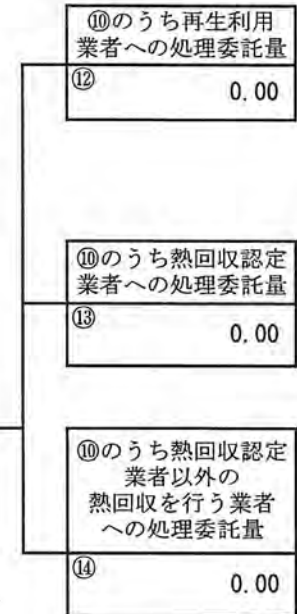 ⑩のうち再生利用
業者への処理委託量
⑫
0.00
⑩のうち熱回収認定
業者への処理委託量
⑬
0.00
⑩のうち熱回収認定
業者以外の
熱回収を行う業者
への処理委託量
⑭
0.00